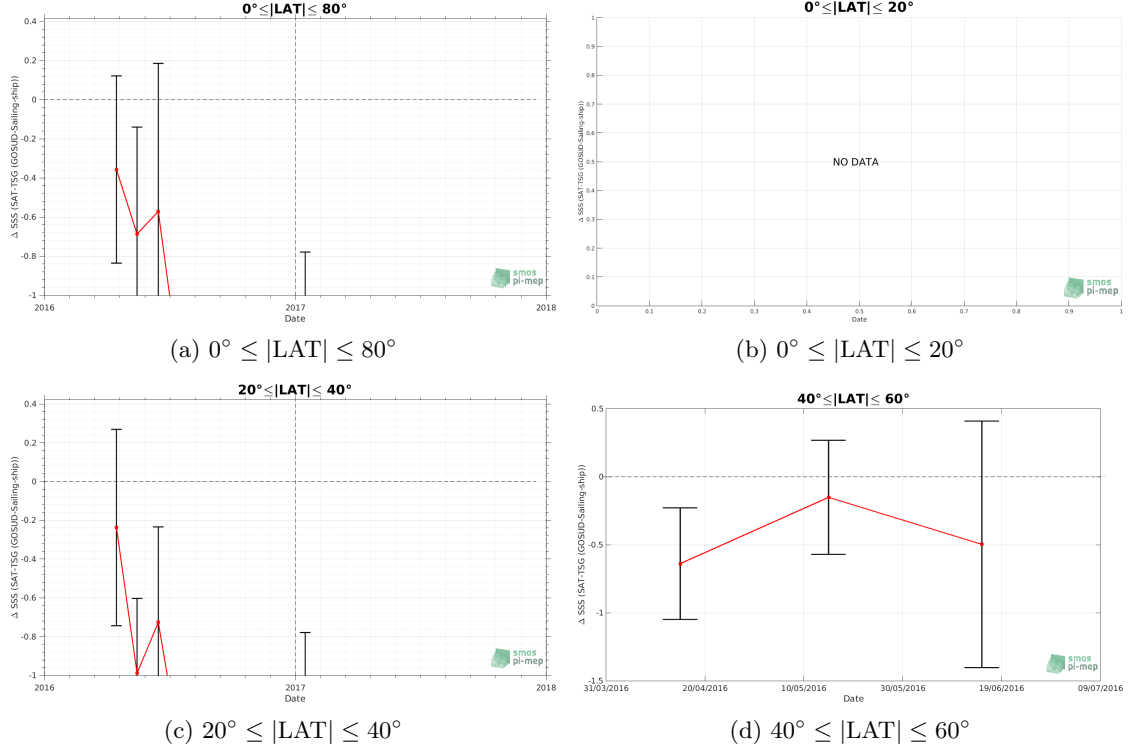 0°≤|LAT|≤ 80°
0.4
0.2
0
-0.2
-0.4
-0.6
-0.8
-1
Δ SSS (SAT-TSG (GOSUD-Sailing-ship))
2016
2017
2018
Date
smos
pi-mep
(a) 0° ≤ |LAT| ≤ 80°
0°≤|LAT|≤ 20°
1
0.9
0.8
0.7
0.6
0.5
0.4
0.3
0.2
0.1
0
Δ SSS (SAT-TSG (GOSUD-Sailing-ship))
NO DATA
0
0.1
0.2
0.3
0.4
0.5
0.6
0.7
0.8
0.9
1
Date
smos
pi-mep
(b) 0° ≤ |LAT| ≤ 20°
20°≤|LAT|≤ 40°
0.4
0.2
0
-0.2
-0.4
-0.6
-0.8
-1
Δ SSS (SAT-TSG (GOSUD-Sailing-ship))
2016
2017
2018
Date
smos
pi-mep
(c) 20° ≤ |LAT| ≤ 40°
40°≤|LAT|≤ 60°
0.5
0
-0.5
-1
-1.5
Δ SSS (SAT-TSG (GOSUD-Sailing-ship))
31/03/2016
20/04/2016
10/05/2016
30/05/2016
19/06/2016
09/07/2016
Date
smos
pi-mep
(d) 40° ≤ |LAT| ≤ 60°